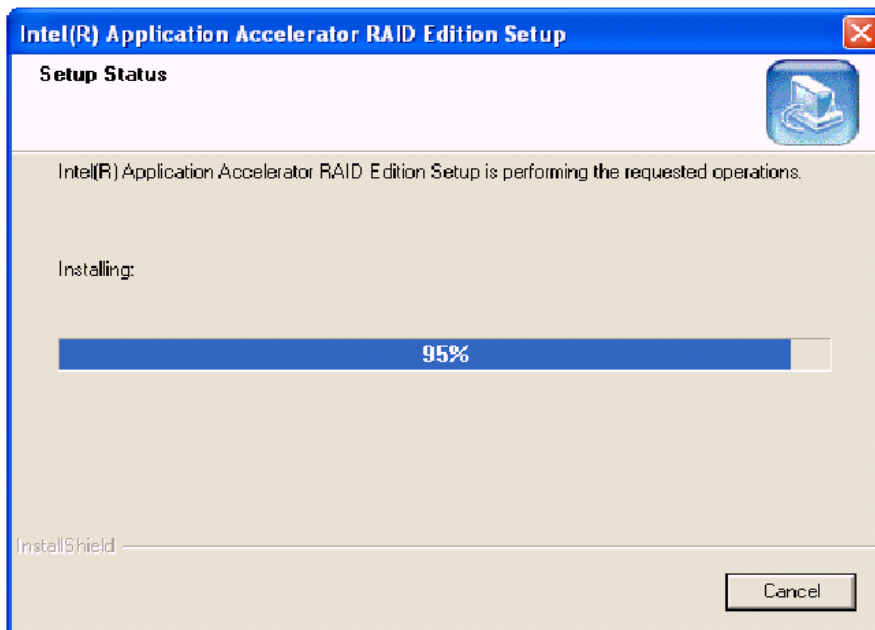 Intel(R) Application Accelerator RAID Edition Setup
Setup Status
Intel(R) Application Accelerator RAID Edition Setup is performing the requested operations.
Installing:
95%
InstallShield
Cancel